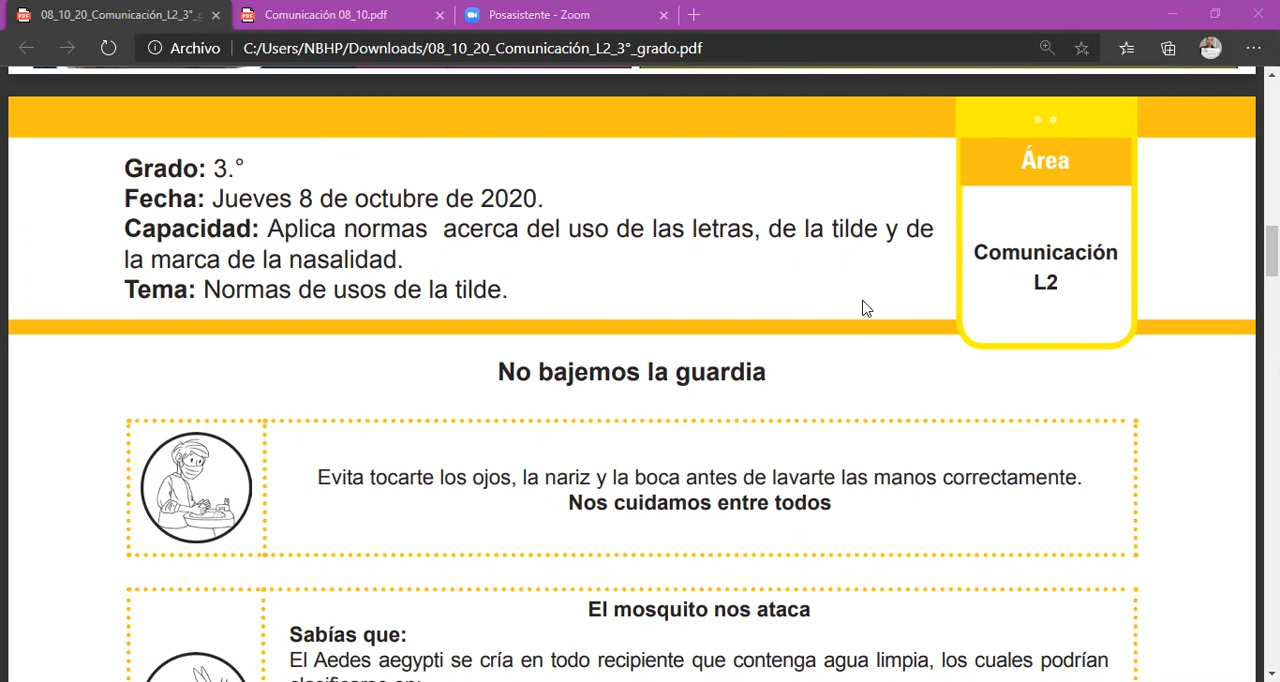 08_10_20_Comunicación_L2_3°_g
Comunicación 08_10.pdf
Posasistente - Zoom
Archivo
C:/Users/NBHP/Downloads/08_10_20_Comunicación_L2_3°_grado.pdf
Área
Grado: 3.°
Fecha: Jueves 8 de octubre de 2020.
Capacidad: Aplica normas acerca del uso de las letras, de la tilde y de
la marca de la nasalidad.
Tema: Normas de usos de la tilde.
Comunicación
L2
No bajemos la guardia
Evita tocarte los ojos, la nariz y la boca antes de lavarte las manos correctamente.
Nos cuidamos entre todos
El mosquito nos ataca
Sabías que:
El Aedes aegypti se cría en todo recipiente que contenga agua limpia, los cuales podrían